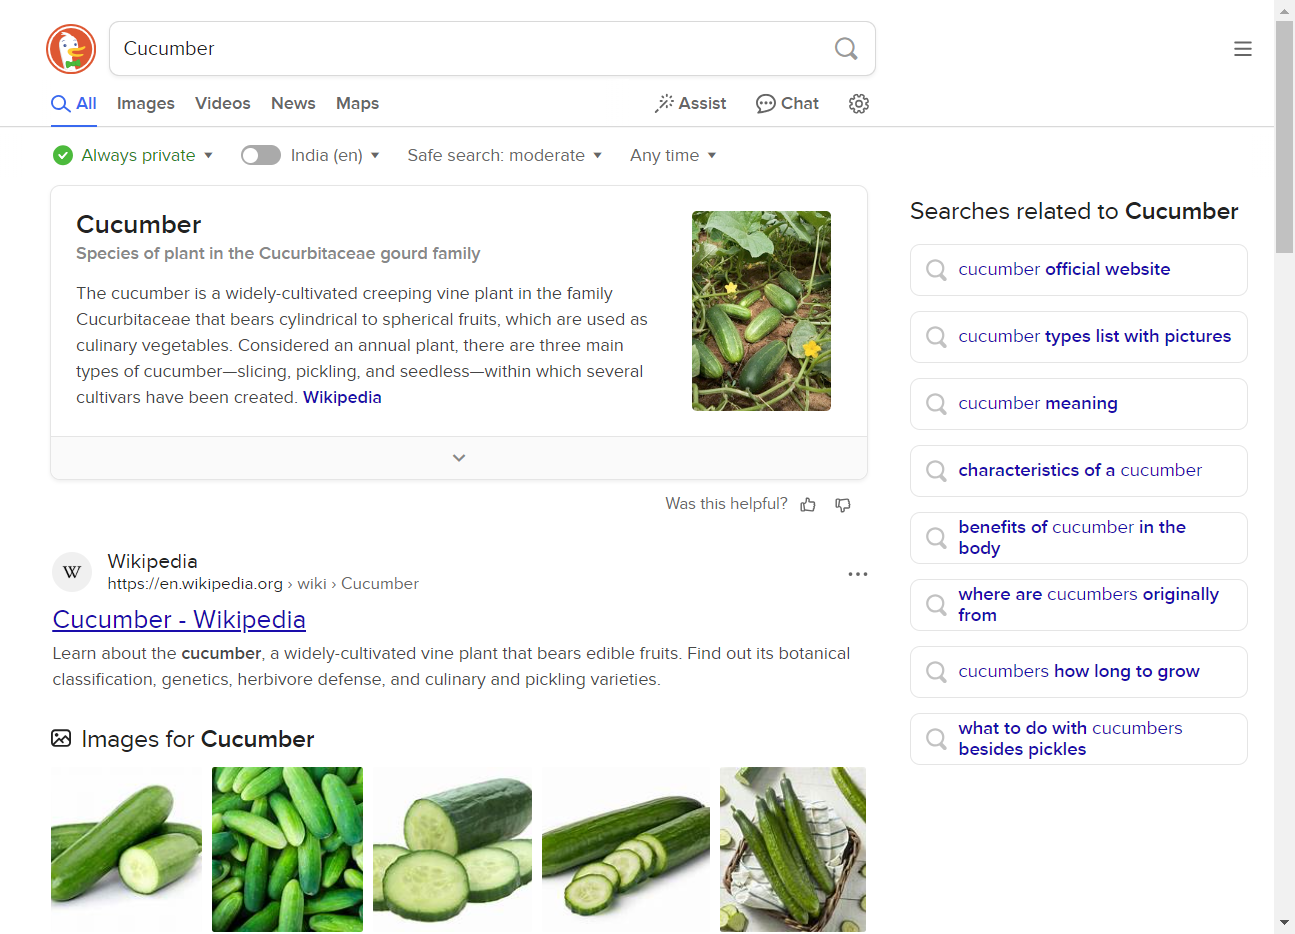 Cucumber
All Images Videos News Maps Assist Chat
Always private India (en) Safe search: moderate Any time
Cucumber
Species of plant in the Cucurbitaceae gourd family
The cucumber is a widely-cultivated creeping vine plant in the family
Cucurbitaceae that bears cylindrical to spherical fruits, which are used as
culinary vegetables. Considered an annual plant, there are three main
types of cucumber—slicing, pickling, and seedless—within which several
cultivars have been created. Wikipedia
Was this helpful?
W
Wikipedia
https://en.wikipedia.org › wiki › Cucumber
Cucumber - Wikipedia
Learn about the cucumber, a widely-cultivated vine plant that bears edible fruits. Find out its botanical
classification, genetics, herbivore defense, and culinary and pickling varieties.
Images for Cucumber
Searches related to Cucumber
cucumber official website
cucumber types list with pictures
cucumber meaning
characteristics of a cucumber
benefits of cucumber in the
body
where are cucumbers originally
from
cucumbers how long to grow
what to do with cucumbers
besides pickles